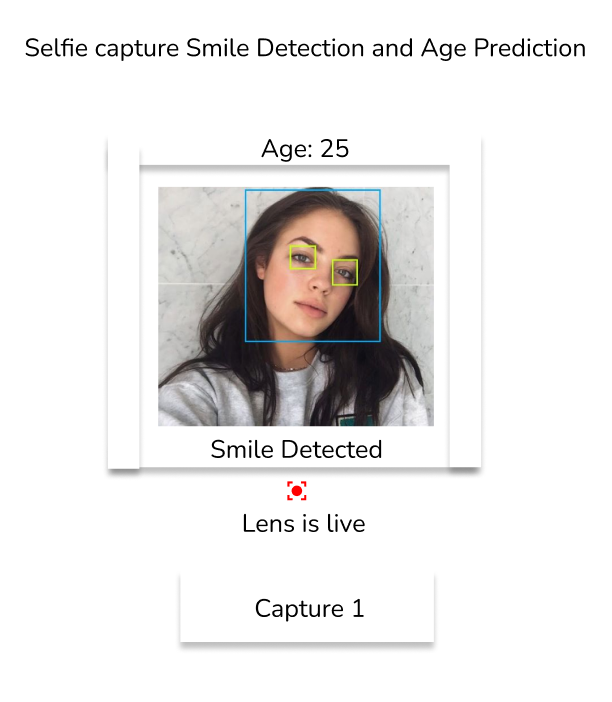 Selfie capture Smile Detection and Age Prediction
Age: 25
Smile Detected
Lens is live
Capture 1